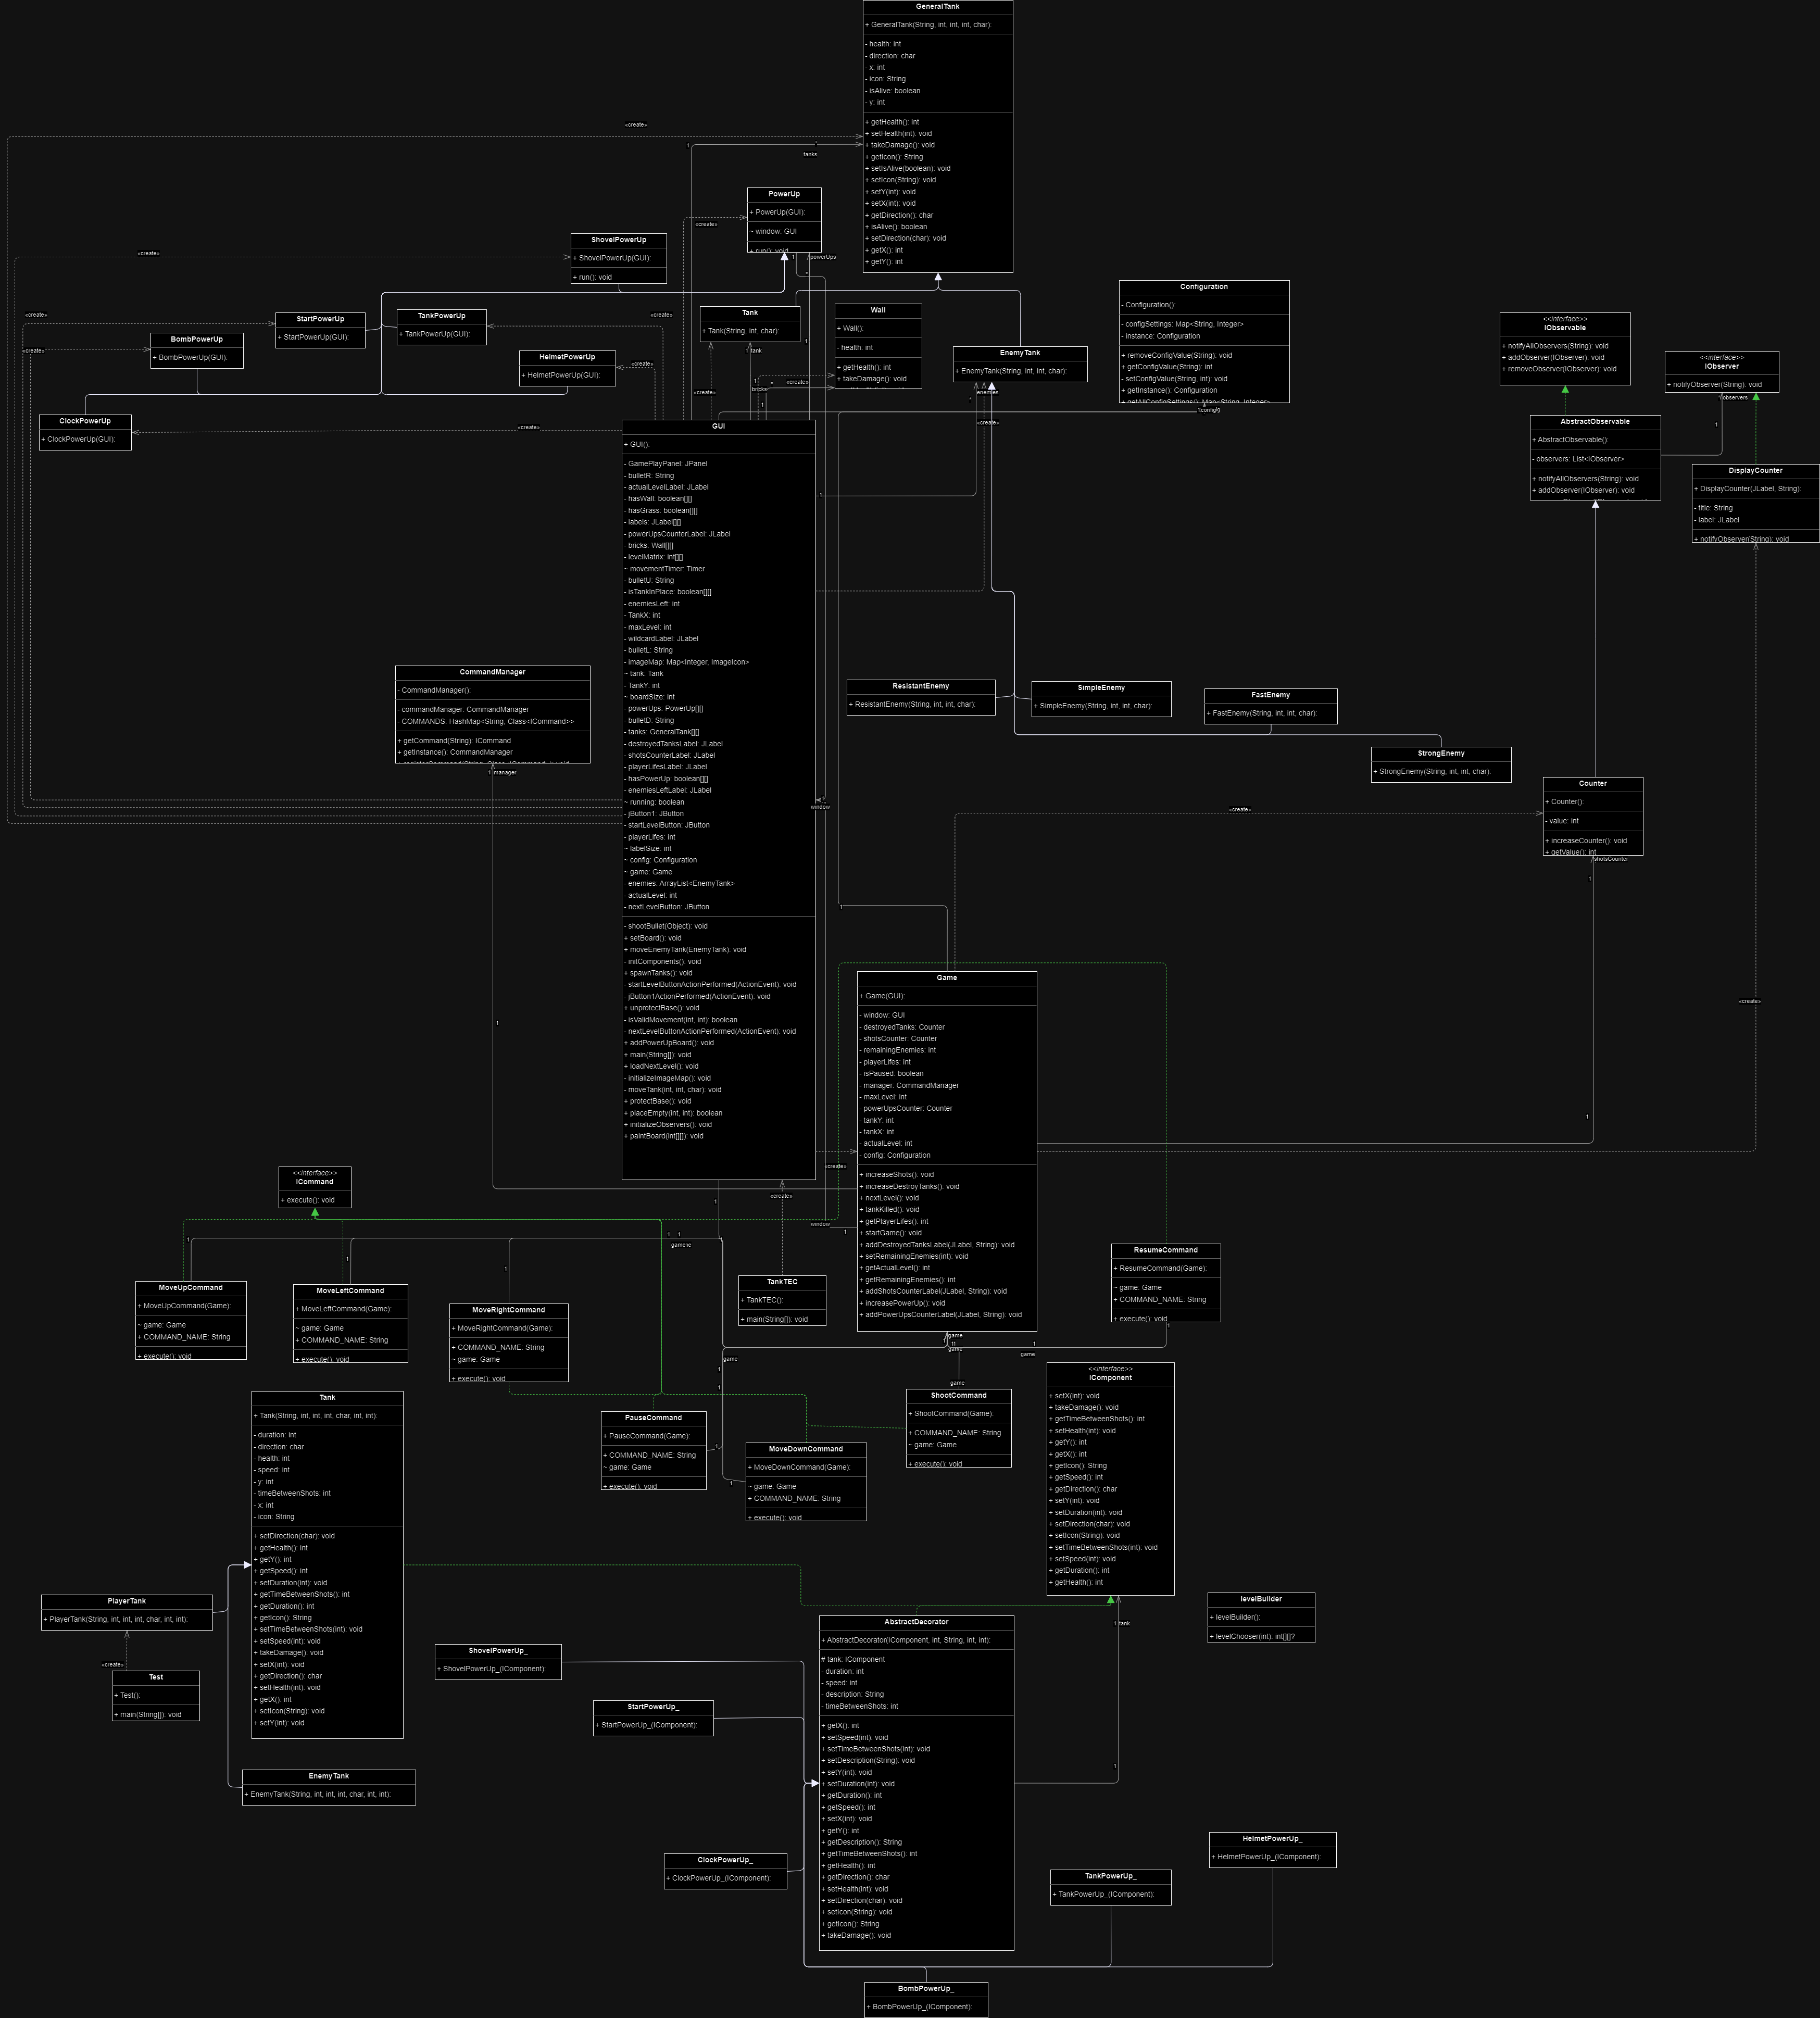 GeneralTank
+ GeneralTank(String, int, int, int, char):
- health: int
- direction: char
- x: int
- icon: String
- isAlive: boolean
- y: int
+ getHealth(): int
+ setHealth(int): void
+ takeDamage(): void
+ getIcon(): String
+ setIsAlive(boolean): void
+ setIcon(String): void
+ setY(int): void
+ setX(int): void
+ getDirection(): char
+ isAlive(): boolean
+ setDirection(char): void
+ getX(): int
+ getY(): int
«create»
1
*
tanks
PowerUp
+ PowerUp(GUI):
~ window: GUI
+ run(): void
«create»
1
powerUps
*
ShovelPowerUp
+ ShovelPowerUp(GUI):
+ run(): void
«create»
StartPowerUp
+ StartPowerUp(GUI):
«create»
TankPowerUp
+ TankPowerUp(GUI):
«create»
BombPowerUp
+ BombPowerUp(GUI):
«create»
HelmetPowerUp
+ HelmetPowerUp(GUI):
«create»
ClockPowerUp
+ ClockPowerUp(GUI):
«create»
Tank
+ Tank(String, int, char):
1
tank
«create»
Wall
+ Wall():
- health: int
+ getHealth(): int
+ takeDamage(): void
1
1
bricks
*
«create»
1
EnemyTank
+ EnemyTank(String, int, int, char):
enemies
*
«create»
1
Configuration
- Configuration():
- configSettings: Map<String, Integer>
- instance: Configuration
+ removeConfigValue(String): void
+ getConfigValue(String): int
- setConfigValue(String, int): void
+ getInstance(): Configuration
+ getAllConfigSettings(): Map<String, Integer>
<<interface>>
IObservable
+ notifyAllObservers(String): void
+ addObserver(IObserver): void
+ removeObserver(IObserver): void
<<interface>>
IObserver
+ notifyObserver(String): void
observers
1
AbstractObservable
+ AbstractObservable():
- observers: List<IObserver>
+ notifyAllObservers(String): void
+ addObserver(IObserver): void
DisplayCounter
+ DisplayCounter(JLabel, String):
- title: String
- label: JLabel
+ notifyObserver(String): void
GUI
+ GUI():
- GamePlayPanel: JPanel
- bulletR: String
- actualLevelLabel: JLabel
- hasWall: boolean[][]
- hasGrass: boolean[][]
- labels: JLabel[][]
- powerUpsCounterLabel: JLabel
- bricks: Wall[][]
- levelMatrix: int[][]
~ movementTimer: Timer
- bulletU: String
- isTankInPlace: boolean[][]
- enemiesLeft: int
- TankX: int
- maxLevel: int
- wildcardLabel: JLabel
- bulletL: String
- imageMap: Map<Integer, ImageIcon>
~ tank: Tank
- TankY: int
~ boardSize: int
- powerUps: PowerUp[][]
- bulletD: String
- tanks: GeneralTank[][]
- destroyedTanksLabel: JLabel
- shotsCounterLabel: JLabel
- playerLifesLabel: JLabel
- hasPowerUp: boolean[][]
- enemiesLeftLabel: JLabel
~ running: boolean
- jButton1: JButton
- startLevelButton: JButton
- playerLifes: int
~ labelSize: int
~ config: Configuration
~ game: Game
- enemies: ArrayList<EnemyTank>
- actualLevel: int
- nextLevelButton: JButton
- shootBullet(Object): void
+ setBoard(): void
+ moveEnemyTank(EnemyTank): void
- initComponents(): void
+ spawnTanks(): void
- startLevelButtonActionPerformed(ActionEvent): void
- jButton1ActionPerformed(ActionEvent): void
+ unprotectBase(): void
- isValidMovement(int, int): boolean
- nextLevelButtonActionPerformed(ActionEvent): void
+ addPowerUpBoard(): void
+ main(String[]): void
+ loadNextLevel(): void
- initializeImageMap(): void
- moveTank(int, int, char): void
+ protectBase(): void
+ placeEmpty(int, int): boolean
+ initializeObservers(): void
+ paintBoard(int[][]): void
window
CommandManager
- CommandManager():
- commandManager: CommandManager
- COMMANDS: HashMap<String, Class<ICommand>>
+ getCommand(String): ICommand
+ getInstance(): CommandManager
1
manager
1
ResistantEnemy
+ ResistantEnemy(String, int, int, char):
SimpleEnemy
+ SimpleEnemy(String, int, int, char):
FastEnemy
+ FastEnemy(String, int, int, char):
StrongEnemy
+ StrongEnemy(String, int, int, char):
Counter
+ Counter():
- value: int
+ increaseCounter(): void
+ getValue(): int
shotsCounter
1
«create»
1
«create»
1
Game
+ Game(GUI):
- window: GUI
- destroyedTanks: Counter
- shotsCounter: Counter
- remainingEnemies: int
- playerLifes: int
- isPaused: boolean
- manager: CommandManager
- maxLevel: int
- powerUpsCounter: Counter
- tankY: int
- tankX: int
- actualLevel: int
- config: Configuration
+ increaseShots(): void
+ increaseDestroyTanks(): void
+ nextLevel(): void
+ tankKilled(): void
+ getPlayerLifes(): int
+ startGame(): void
+ addDestroyedTanksLabel(JLabel, String): void
+ setRemainingEnemies(int): void
+ getActualLevel(): int
+ getRemainingEnemies(): int
+ addShotsCounterLabel(JLabel, String): void
+ increasePowerUp(): void
+ addPowerUpsCounterLabel(JLabel, String): void
«create»
window
1
<<interface>>
ICommand
+ execute(): void
1
«create»
MoveUpCommand
+ MoveUpCommand(Game):
~ game: Game
+ COMMAND_NAME: String
+ execute(): void
1
MoveLeftCommand
+ MoveLeftCommand(Game):
~ game: Game
+ COMMAND_NAME: String
+ execute(): void
1
MoveRightCommand
+ MoveRightCommand(Game):
+ COMMAND_NAME: String
~ game: Game
+ execute(): void
1
TankTEC
+ TankTEC():
+ main(String[]): void
ResumeCommand
+ ResumeCommand(Game):
~ game: Game
+ COMMAND_NAME: String
+ execute(): void
1
game
game
game
game
game
1
1
PauseCommand
+ PauseCommand(Game):
+ COMMAND_NAME: String
~ game: Game
+ execute(): void
1
MoveDownCommand
+ MoveDownCommand(Game):
~ game: Game
+ COMMAND_NAME: String
+ execute(): void
1
ShootCommand
+ ShootCommand(Game):
+ COMMAND_NAME: String
~ game: Game
+ execute(): void
<<interface>>
IComponent
+ setX(int): void
+ takeDamage(): void
+ getTimeBetweenShots(): int
+ setHealth(int): void
+ getY(): int
+ getX(): int
+ getIcon(): String
+ getSpeed(): int
+ getDirection(): char
+ setY(int): void
+ setDuration(int): void
+ setDirection(char): void
+ setIcon(String): void
+ setTimeBetweenShots(int): void
+ setSpeed(int): void
+ getDuration(): int
+ getHealth(): int
1
tank
1
Tank
+ Tank(String, int, int, int, char, int, int):
- duration: int
- direction: char
- health: int
- speed: int
- y: int
- timeBetweenShots: int
- x: int
- icon: String
+ setDirection(char): void
+ getHealth(): int
+ getY(): int
+ getSpeed(): int
+ setDuration(int): void
+ getTimeBetweenShots(): int
+ getDuration(): int
+ getIcon(): String
+ setTimeBetweenShots(int): void
+ setSpeed(int): void
+ takeDamage(): void
+ setX(int): void
+ getDirection(): char
+ setHealth(int): void
+ getX(): int
+ setIcon(String): void
+ setY(int): void
PlayerTank
+ PlayerTank(String, int, int, int, char, int, int):
«create»
Test
+ Test():
+ main(String[]): void
EnemyTank
+ EnemyTank(String, int, int, int, char, int, int):
levelBuilder
+ levelBuilder():
+ levelChooser(int): int[][]?
AbstractDecorator
+ AbstractDecorator(IComponent, int, String, int, int):
# tank: IComponent
- duration: int
- speed: int
- description: String
- timeBetweenShots: int
+ getX(): int
+ setSpeed(int): void
+ setTimeBetweenShots(int): void
+ setDescription(String): void
+ setY(int): void
+ setDuration(int): void
+ getDuration(): int
+ getSpeed(): int
+ setX(int): void
+ getY(): int
+ getDescription(): String
+ getTimeBetweenShots(): int
+ getHealth(): int
+ getDirection(): char
+ setHealth(int): void
+ setDirection(char): void
+ setIcon(String): void
+ getIcon(): String
+ takeDamage(): void
ShovelPowerUp_
+ ShovelPowerUp_(IComponent):
StartPowerUp_
+ StartPowerUp_(IComponent):
ClockPowerUp_
+ ClockPowerUp_(IComponent):
HelmetPowerUp_
+ HelmetPowerUp_(IComponent):
TankPowerUp_
+ TankPowerUp_(IComponent):
BombPowerUp_
+ BombPowerUp_(IComponent):